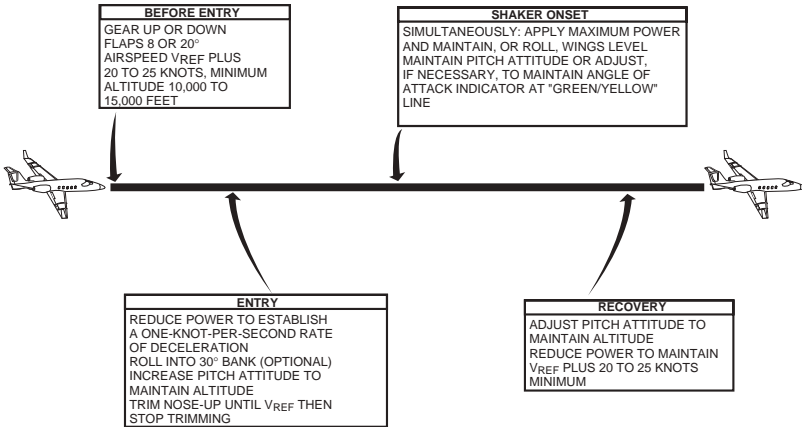 BEFORE ENTRY
GEAR UP OR DOWN
FLAPS 8 OR 20°
AIRSPEED VREF PLUS
20 TO 25 KNOTS, MINIMUM
ALTITUDE 10,000 TO
15,000 FEET
SHAKER ONSET
SIMULTANEOUSLY: APPLY MAXIMUM POWER
AND MAINTAIN, OR ROLL, WINGS LEVEL
MAINTAIN PITCH ATTITUDE OR ADJUST,
IF NECESSARY, TO MAINTAIN ANGLE OF
ATTACK INDICATOR AT "GREEN/YELLOW"
LINE
ENTRY
REDUCE POWER TO ESTABLISH
A ONE-KNOT-PER-SECOND RATE
OF DECELERATION
ROLL INTO 30° BANK (OPTIONAL)
INCREASE PITCH ATTITUDE TO
MAINTAIN ALTITUDE
TRIM NOSE-UP UNTIL VREF THEN
STOP TRIMMING
RECOVERY
ADJUST PITCH ATTITUDE TO
MAINTAIN ALTITUDE
REDUCE POWER TO MAINTAIN
VREF PLUS 20 TO 25 KNOTS
MINIMUM